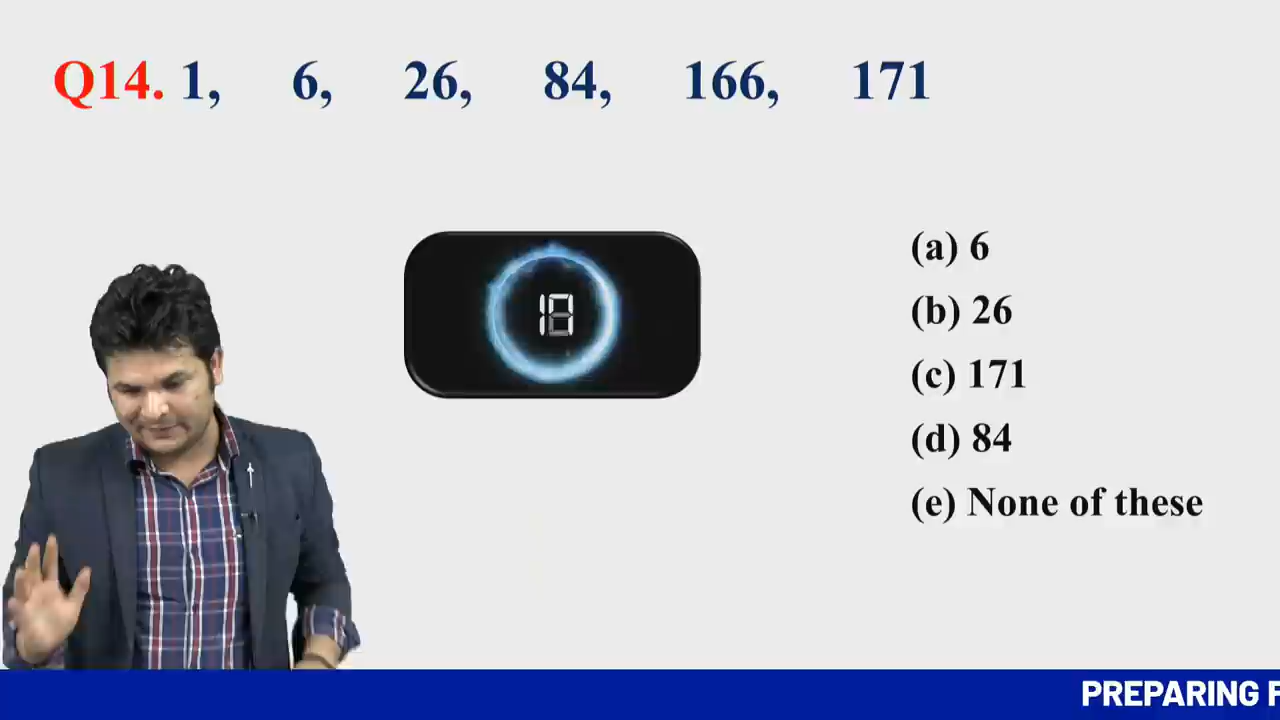 Q14. 1, 6, 26, 84, 166, 171
18
(a) 6
(b) 26
(c) 171
(d) 84
(e) None of these
PREPARING F